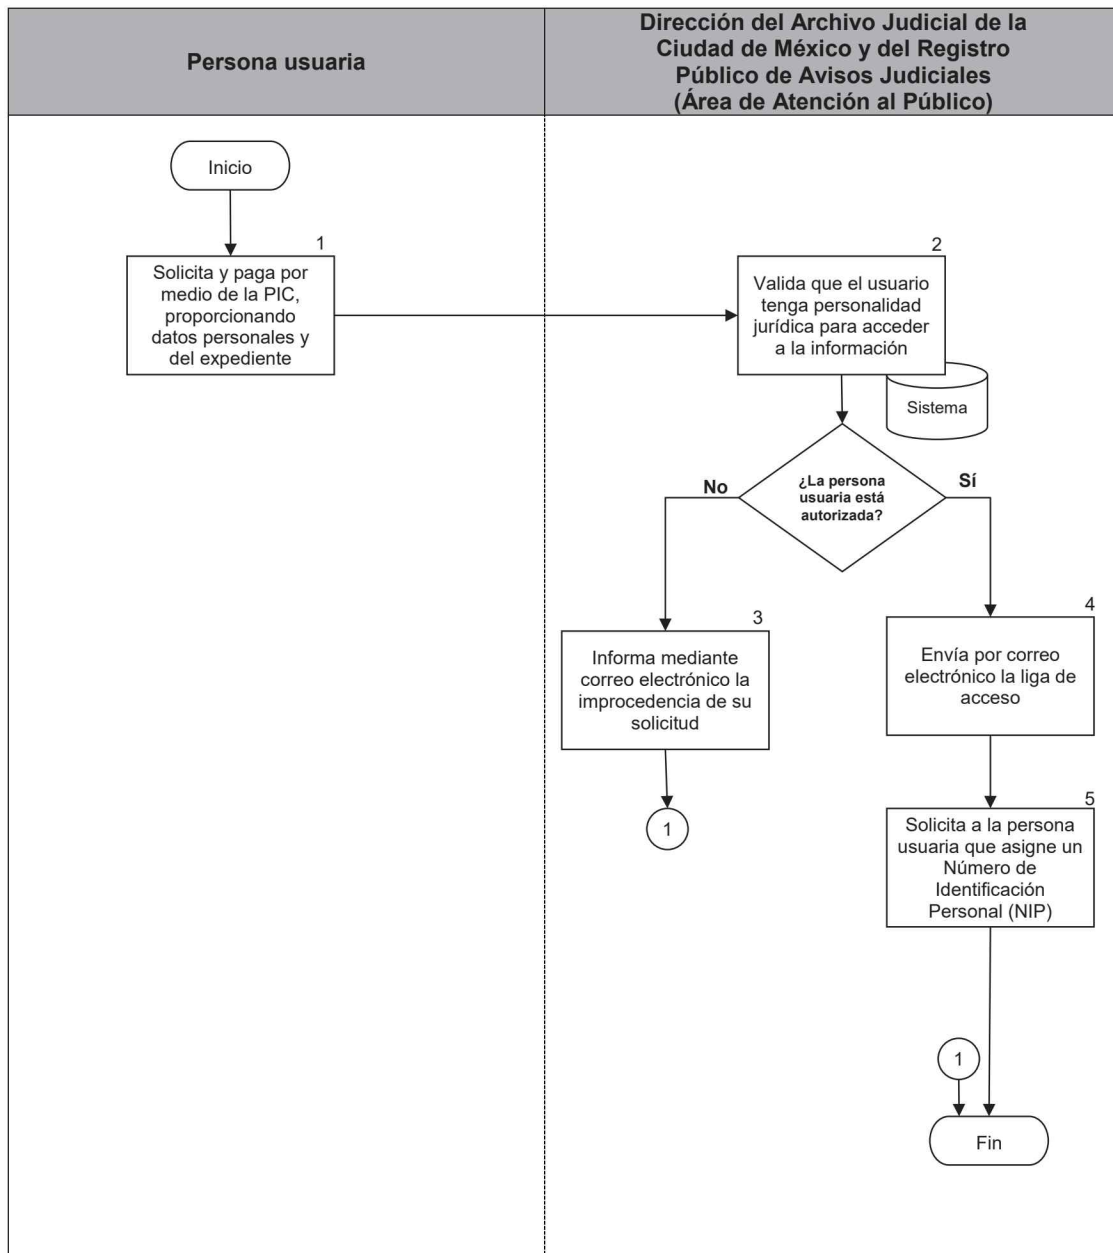 Persona usuaria
Dirección del Archivo Judicial de la
Ciudad de México y del Registro
Público de Avisos Judiciales
(Área de Atención al Público)
Inicio
1
Solicita y paga por
medio de la PIC,
proporcionando
datos personales y
del expediente
2
Valida que el usuario
tenga personalidad
jurídica para acceder
a la información
Sistema
¿La persona
usuaria está
autorizada?
No
Sí
3
Informa mediante
correo electrónico la
improcedencia de su
solicitud
1
4
Envía por correo
electrónico la liga de
acceso
5
Solicita a la persona
usuaria que asigne un
Número de
Identificación
Personal (NIP)
1
Fin